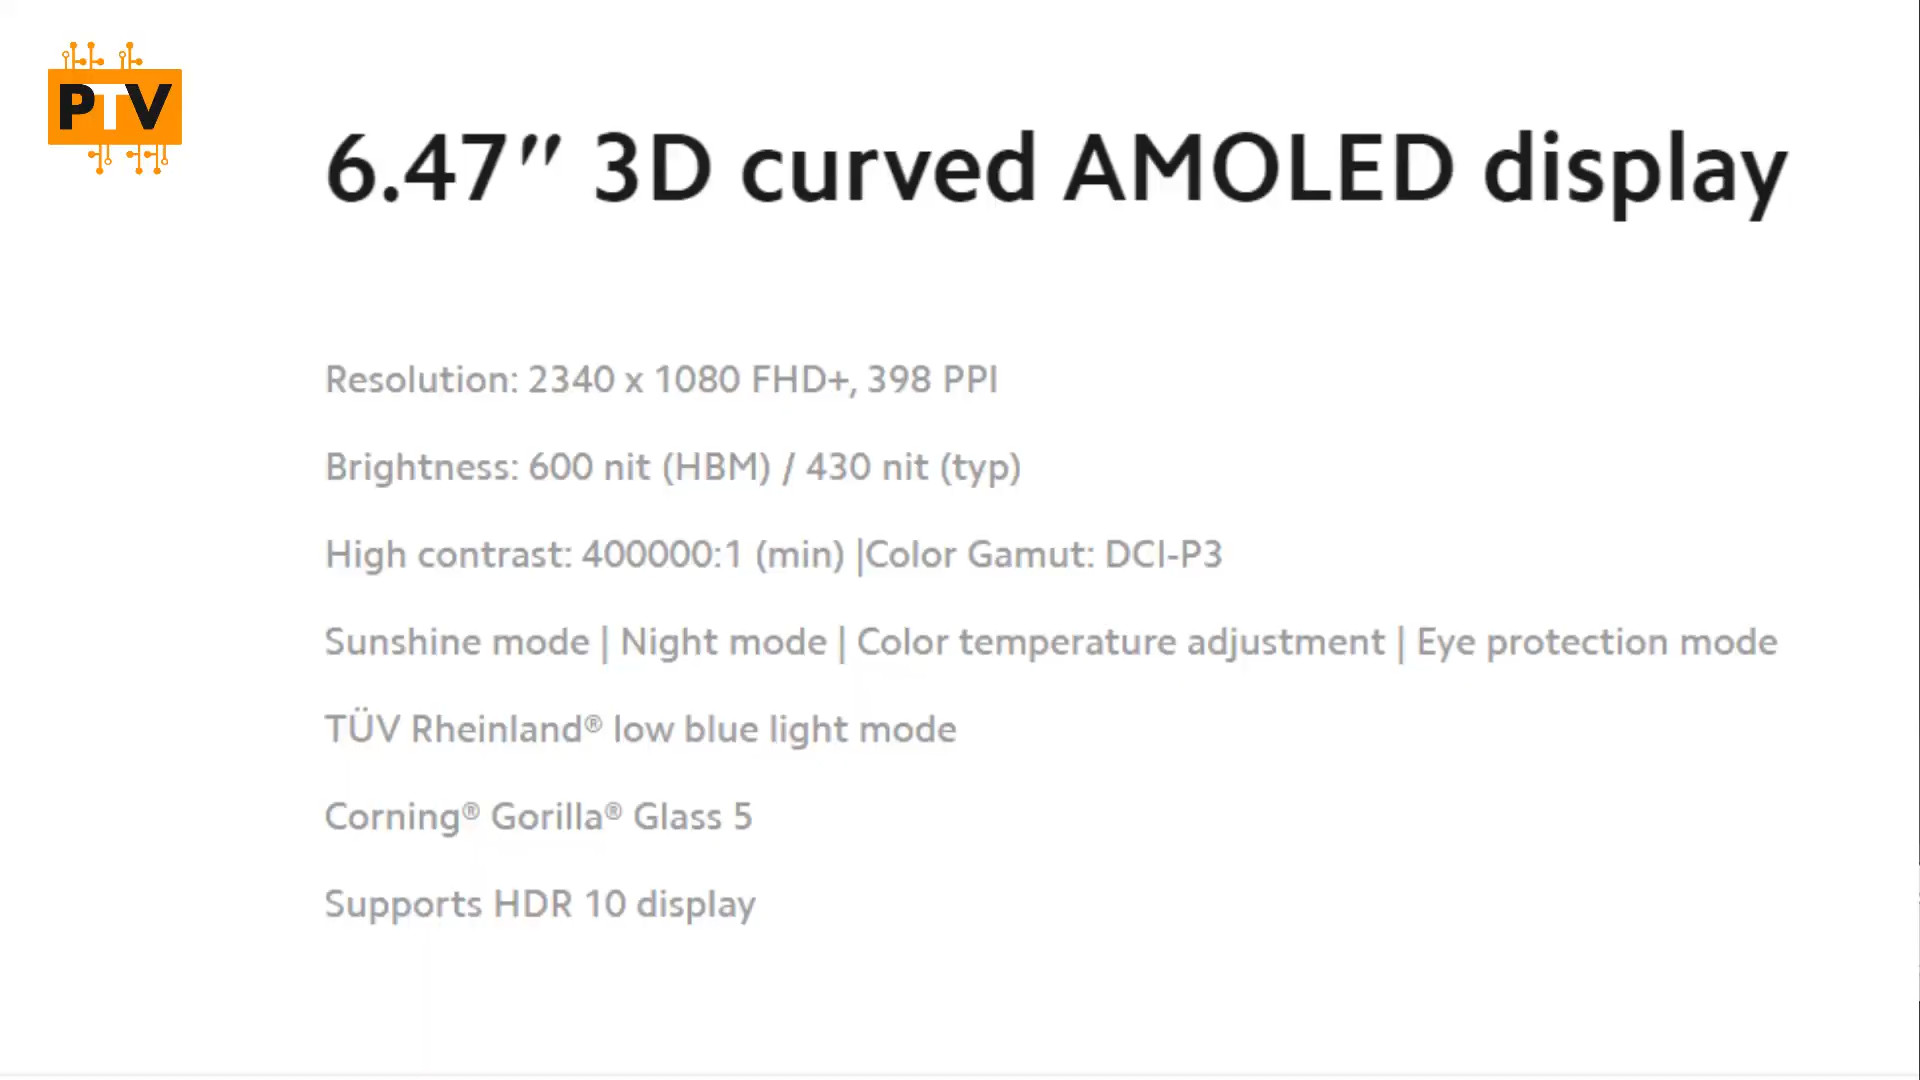 PTV
6.47″ 3D curved AMOLED display
Resolution: 2340 x 1080 FHD+, 398 PPI
Brightness: 600 nit (HBM) / 430 nit (typ)
High contrast: 400000:1 (min) |Color Gamut: DCI-P3
Sunshine mode | Night mode | Color temperature adjustment | Eye protection mode
TÜV Rheinland® low blue light mode
Corning® Gorilla® Glass 5
Supports HDR 10 display